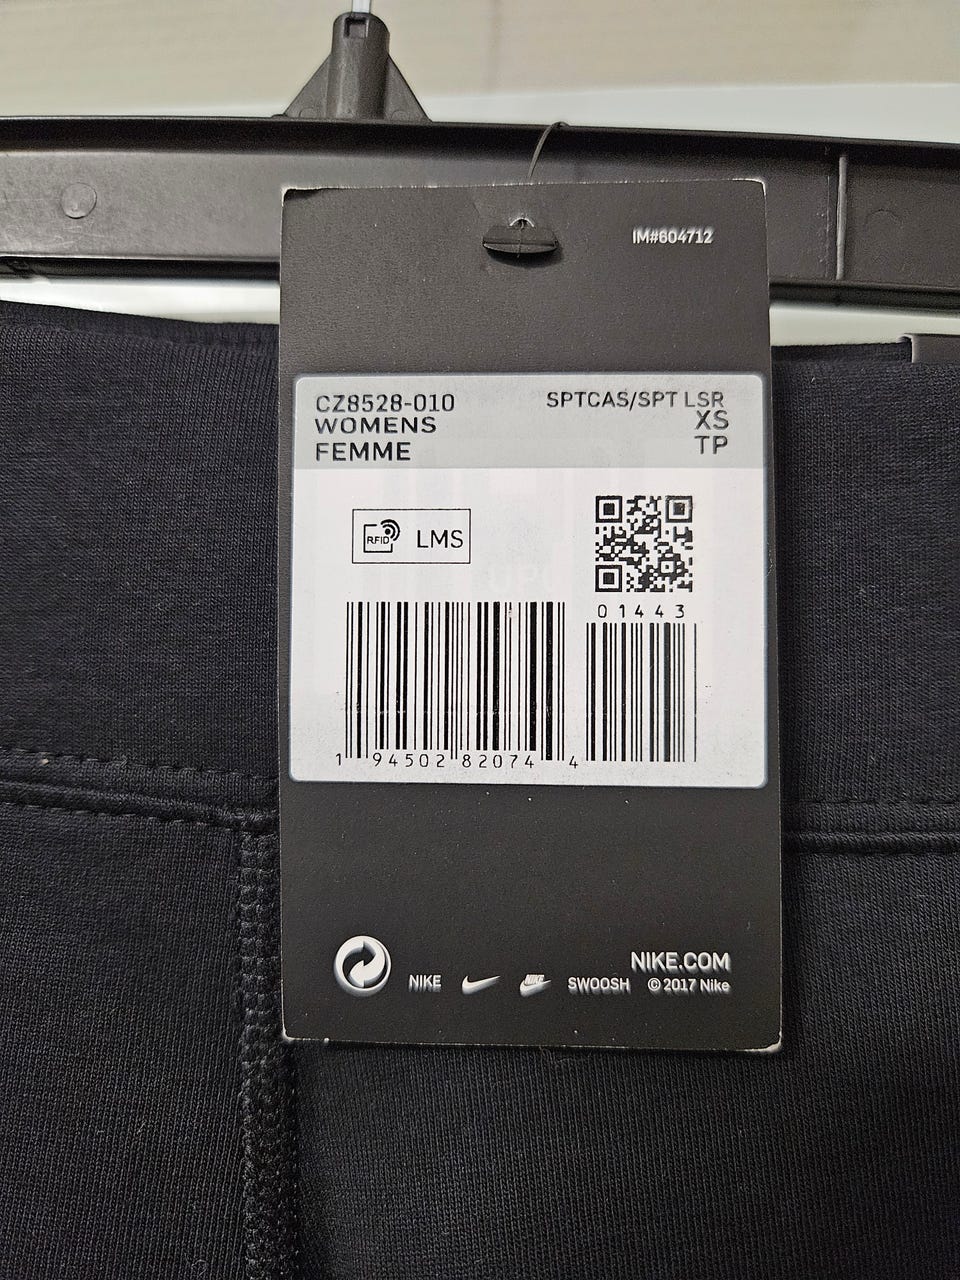 IM#604712
CZ8528-010 SPTCAS/SPT LSR
WOMENS XS
FEMME TP
RFID LMS
01443
1 94502 82074 4
NIKE.COM
NIKE NIKE SWOOSH © 2017 Nike